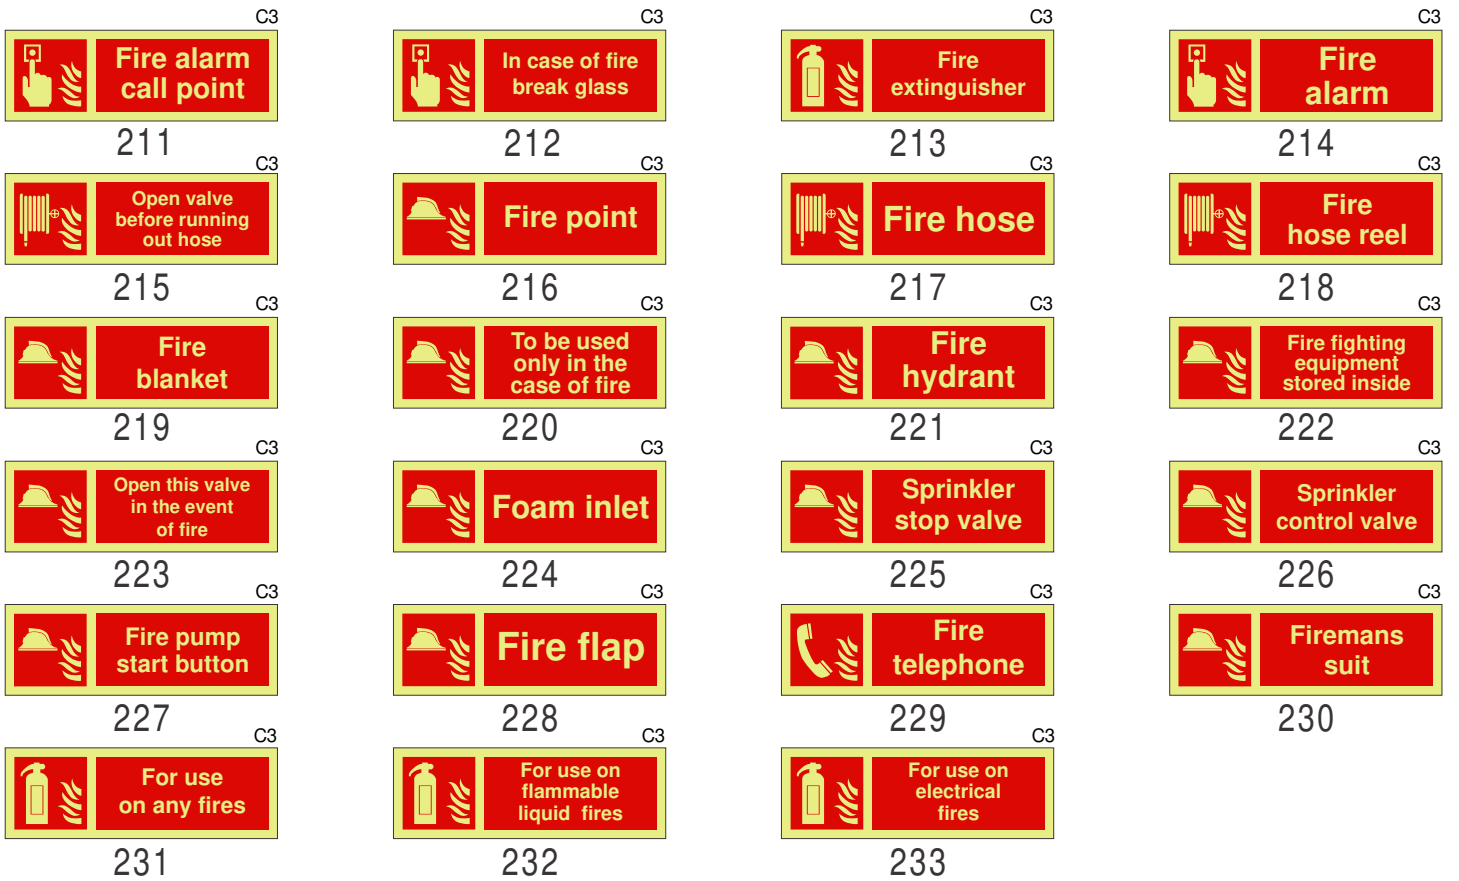 C3
Fire alarm
call point
211
C3
In case of fire
break glass
212
C3
Fire
extinguisher
213
C3
Fire
alarm
214
C3
Open valve
before running
out hose
215
C3
Fire point
216
C3
Fire hose
217
C3
Fire
hose reel
218
C3
Fire
blanket
219
C3
To be used
only in the
case of fire
220
C3
Fire
hydrant
221
C3
Fire fighting
equipment
stored inside
222
C3
Open this valve
in the event
of fire
223
C3
Foam inlet
224
C3
Sprinkler
stop valve
225
C3
Sprinkler
control valve
226
C3
Fire pump
start button
227
C3
Fire flap
228
C3
Fire
telephone
229
C3
Firemans
suit
230
C3
For use
on any fires
231
C3
For use on
flammable
liquid fires
232
C3
For use on
electrical
fires
233